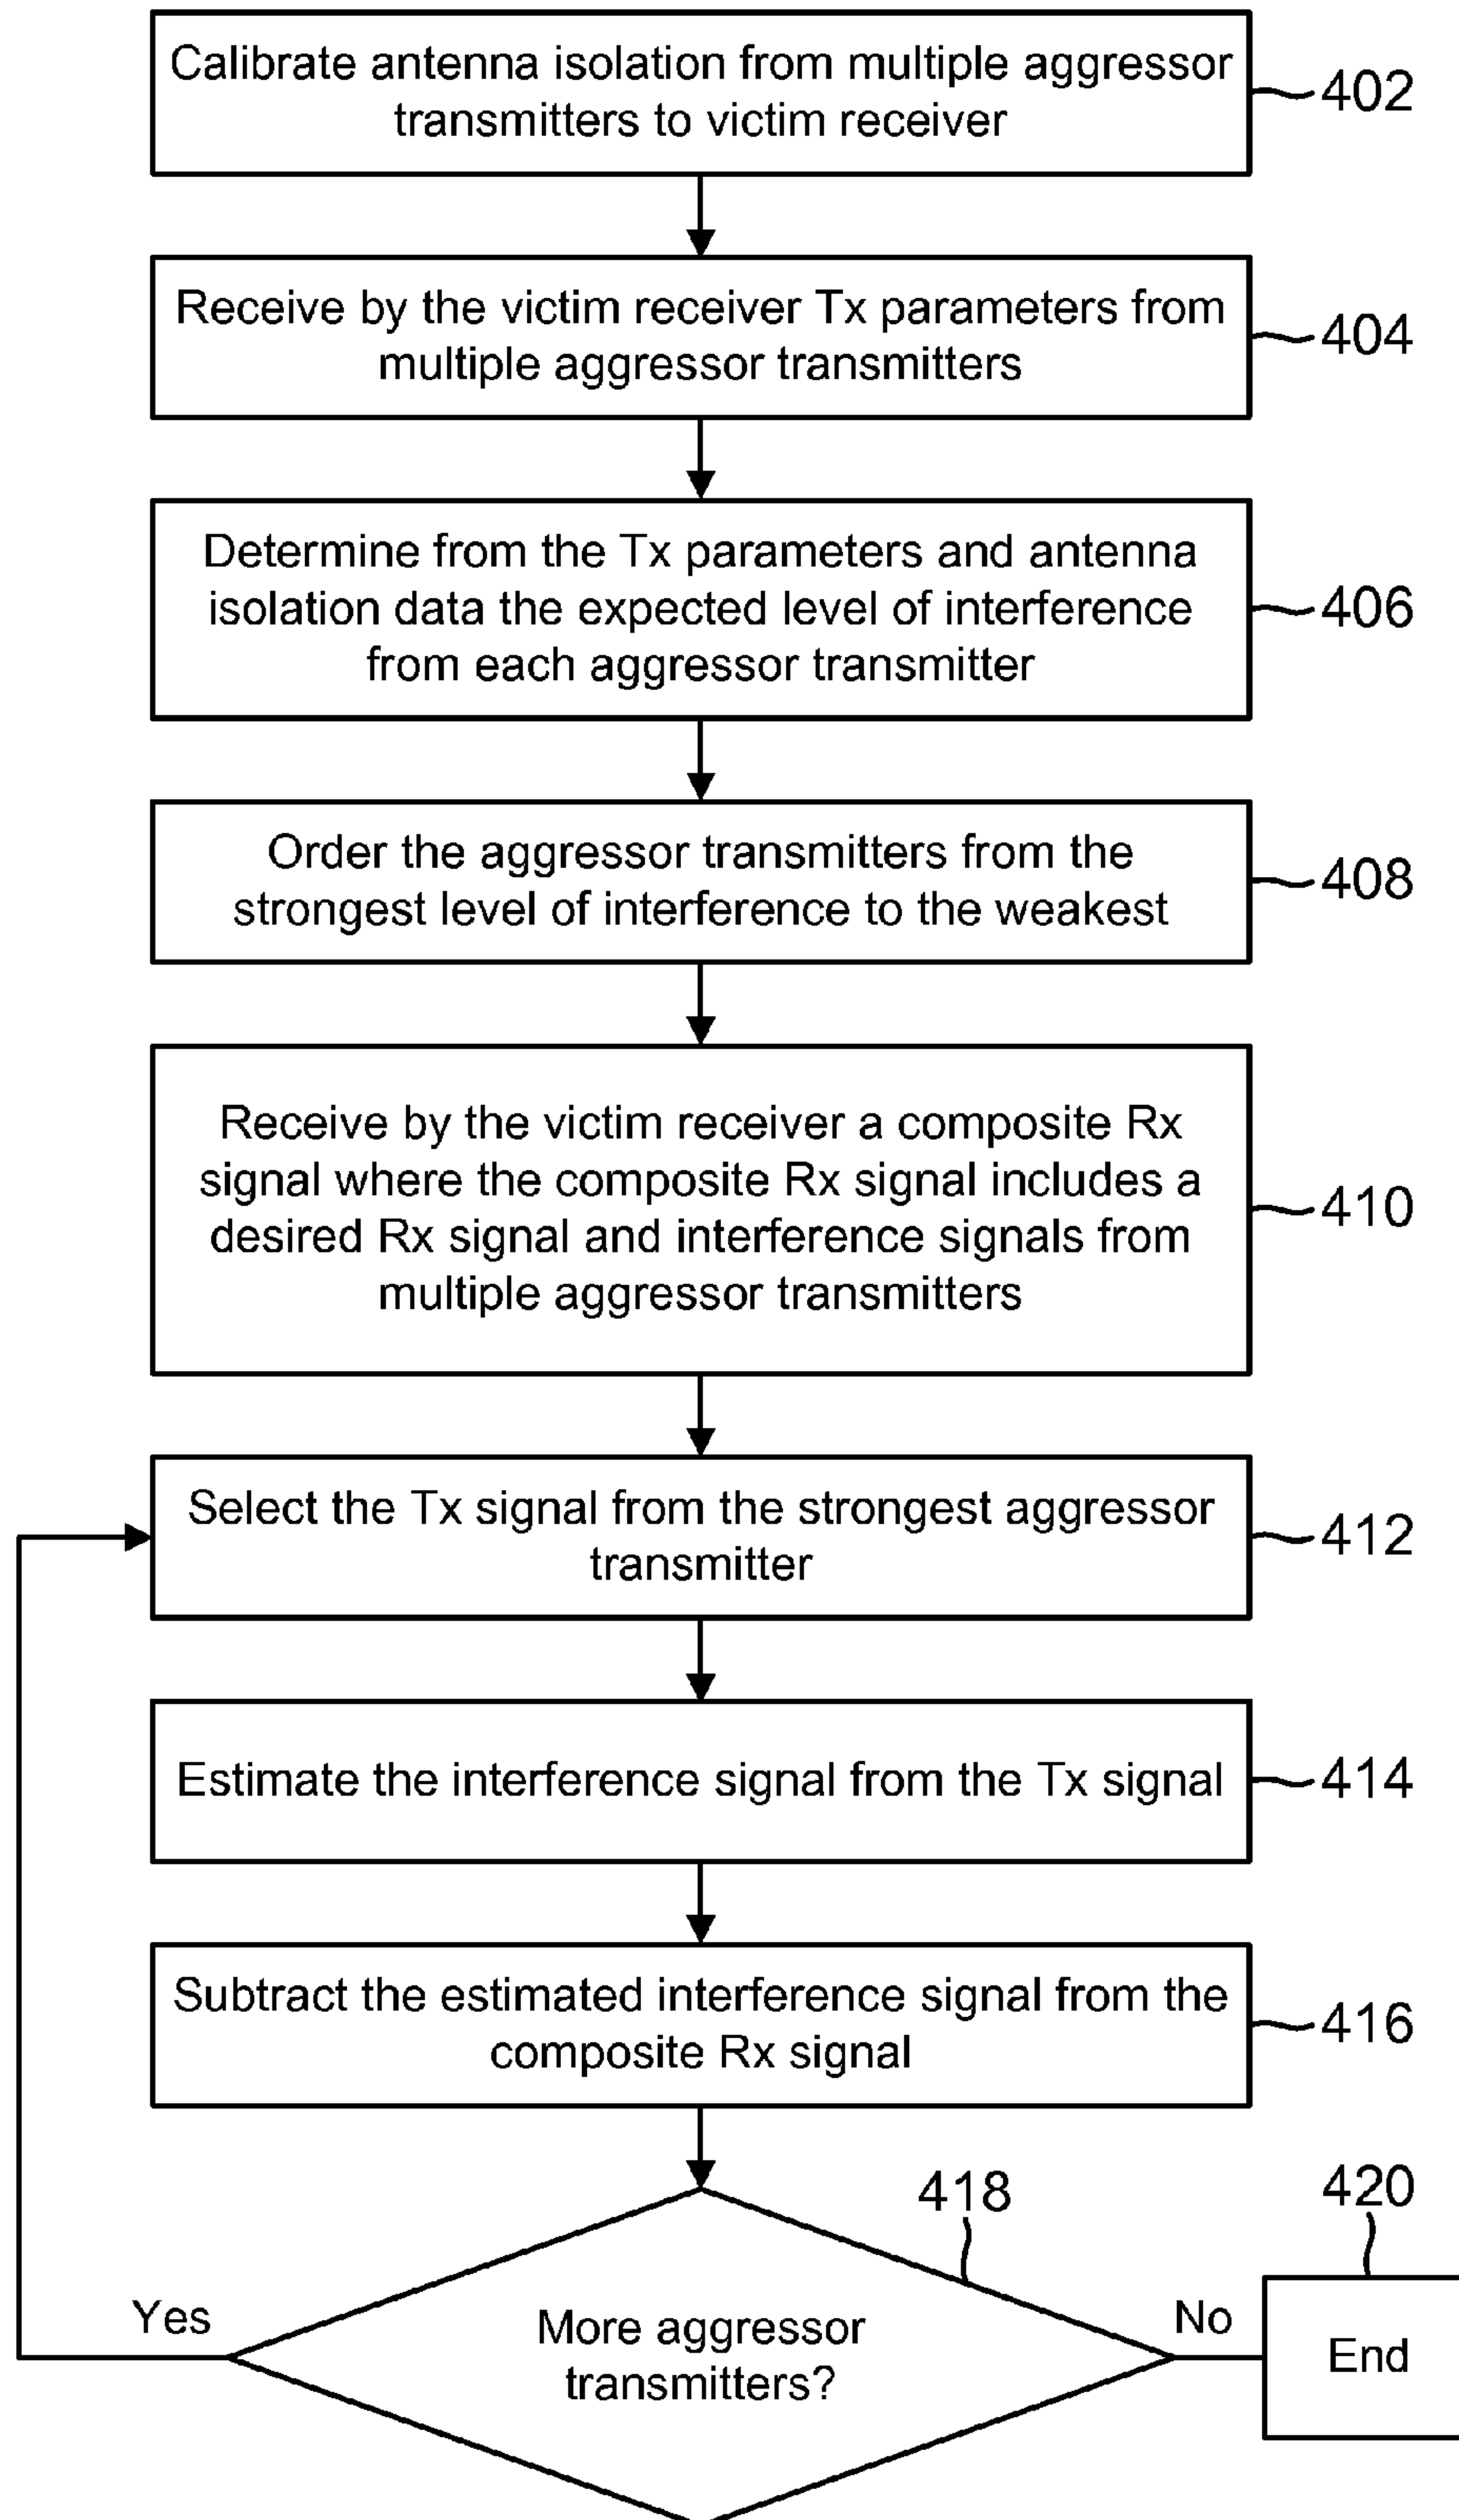 Calibrate antenna isolation from multiple aggressor
transmitters to victim receiver
402
Receive by the victim receiver Tx parameters from
multiple aggressor transmitters
404
Determine from the Tx parameters and antenna
isolation data the expected level of interference
from each aggressor transmitter
406
Order the aggressor transmitters from the
strongest level of interference to the weakest
408
Receive by the victim receiver a composite Rx
signal where the composite Rx signal includes a
desired Rx signal and interference signals from
multiple aggressor transmitters
410
Select the Tx signal from the strongest aggressor
transmitter
412
Estimate the interference signal from the Tx signal
414
Subtract the estimated interference signal from the
composite Rx signal
416
418
420
Yes
More aggressor
transmitters?
No
End